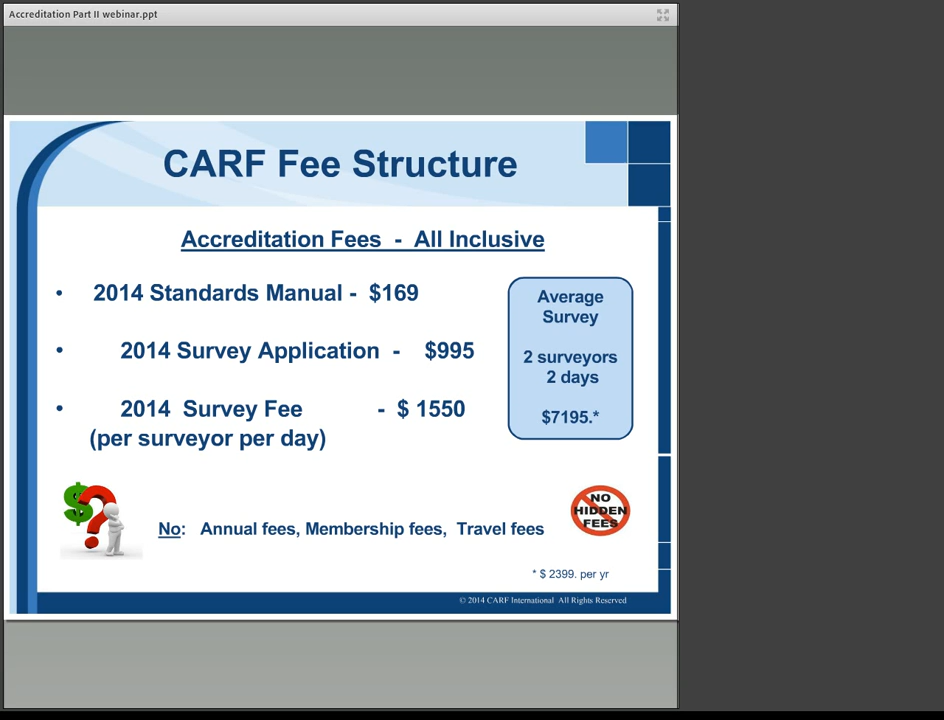 Accreditation Part II webinar.ppt
CARF Fee Structure
Accreditation Fees - All Inclusive
• 2014 Standards Manual - $169
• 2014 Survey Application - $995
• 2014 Survey Fee - $ 1550
(per surveyor per day)
Average
Survey
2 surveyors
2 days
$7195.*
$
?
No: Annual fees, Membership fees, Travel fees
NO
HIDDEN
FEES
* $ 2399. per yr
© 2014 CARF International All Rights Reserved